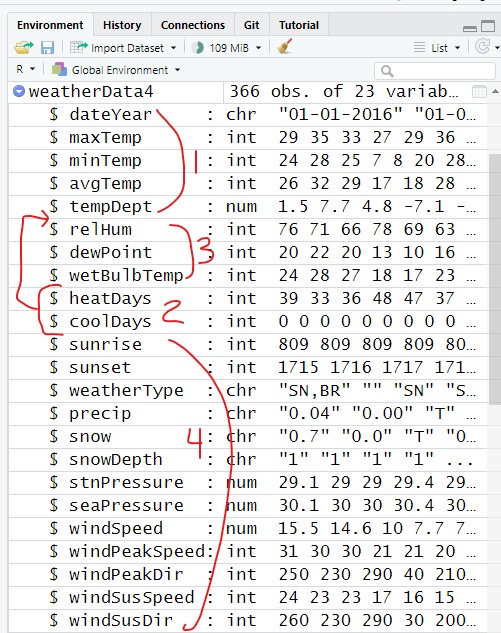 Environment History Connections Git Tutorial
Import Dataset 109 MiB List
R Global Environment
weatherData4 366 obs. of 23 variab…
$ dateYear : chr "01-01-2016" "01-0…
$ maxTemp : int 29 35 33 27 29 36 …
$ minTemp : int 24 28 25 7 8 20 28…
$ avgTemp : int 26 32 29 17 18 28 …
$ tempDept : num 1.5 7.7 4.8 -7.1 -…
$ relHum : int 76 71 66 78 69 63 …
$ dewPoint : int 20 22 20 13 10 16 …
$ wetBulbTemp : int 24 28 27 18 17 23 …
$ heatDays : int 39 33 36 48 47 37 …
$ coolDays : int 0 0 0 0 0 0 0 0 0 …
$ sunrise : int 809 809 809 809 80…
$ sunset : int 1715 1716 1717 171…
$ weatherType : chr "SN,BR" "" "SN" "S…
$ precip : chr "0.04" "0.00" "T" …
$ snow : chr "0.7" "0.0" "T" "0…
$ snowDepth : chr "1" "1" "1" "1" ...
$ stnPressure : num 29.1 29 29 29.4 29…
$ seaPressure : num 30.1 30 30 30.4 30…
$ windSpeed : num 15.5 14.6 10 7.7 7…
$ windPeakSpeed: int 31 30 30 21 21 20 …
$ windPeakDir : int 250 230 290 40 210…
$ windSusSpeed : int 24 23 23 17 16 15 …
$ windSusDir : int 260 230 290 30 200…
1
3
2
4